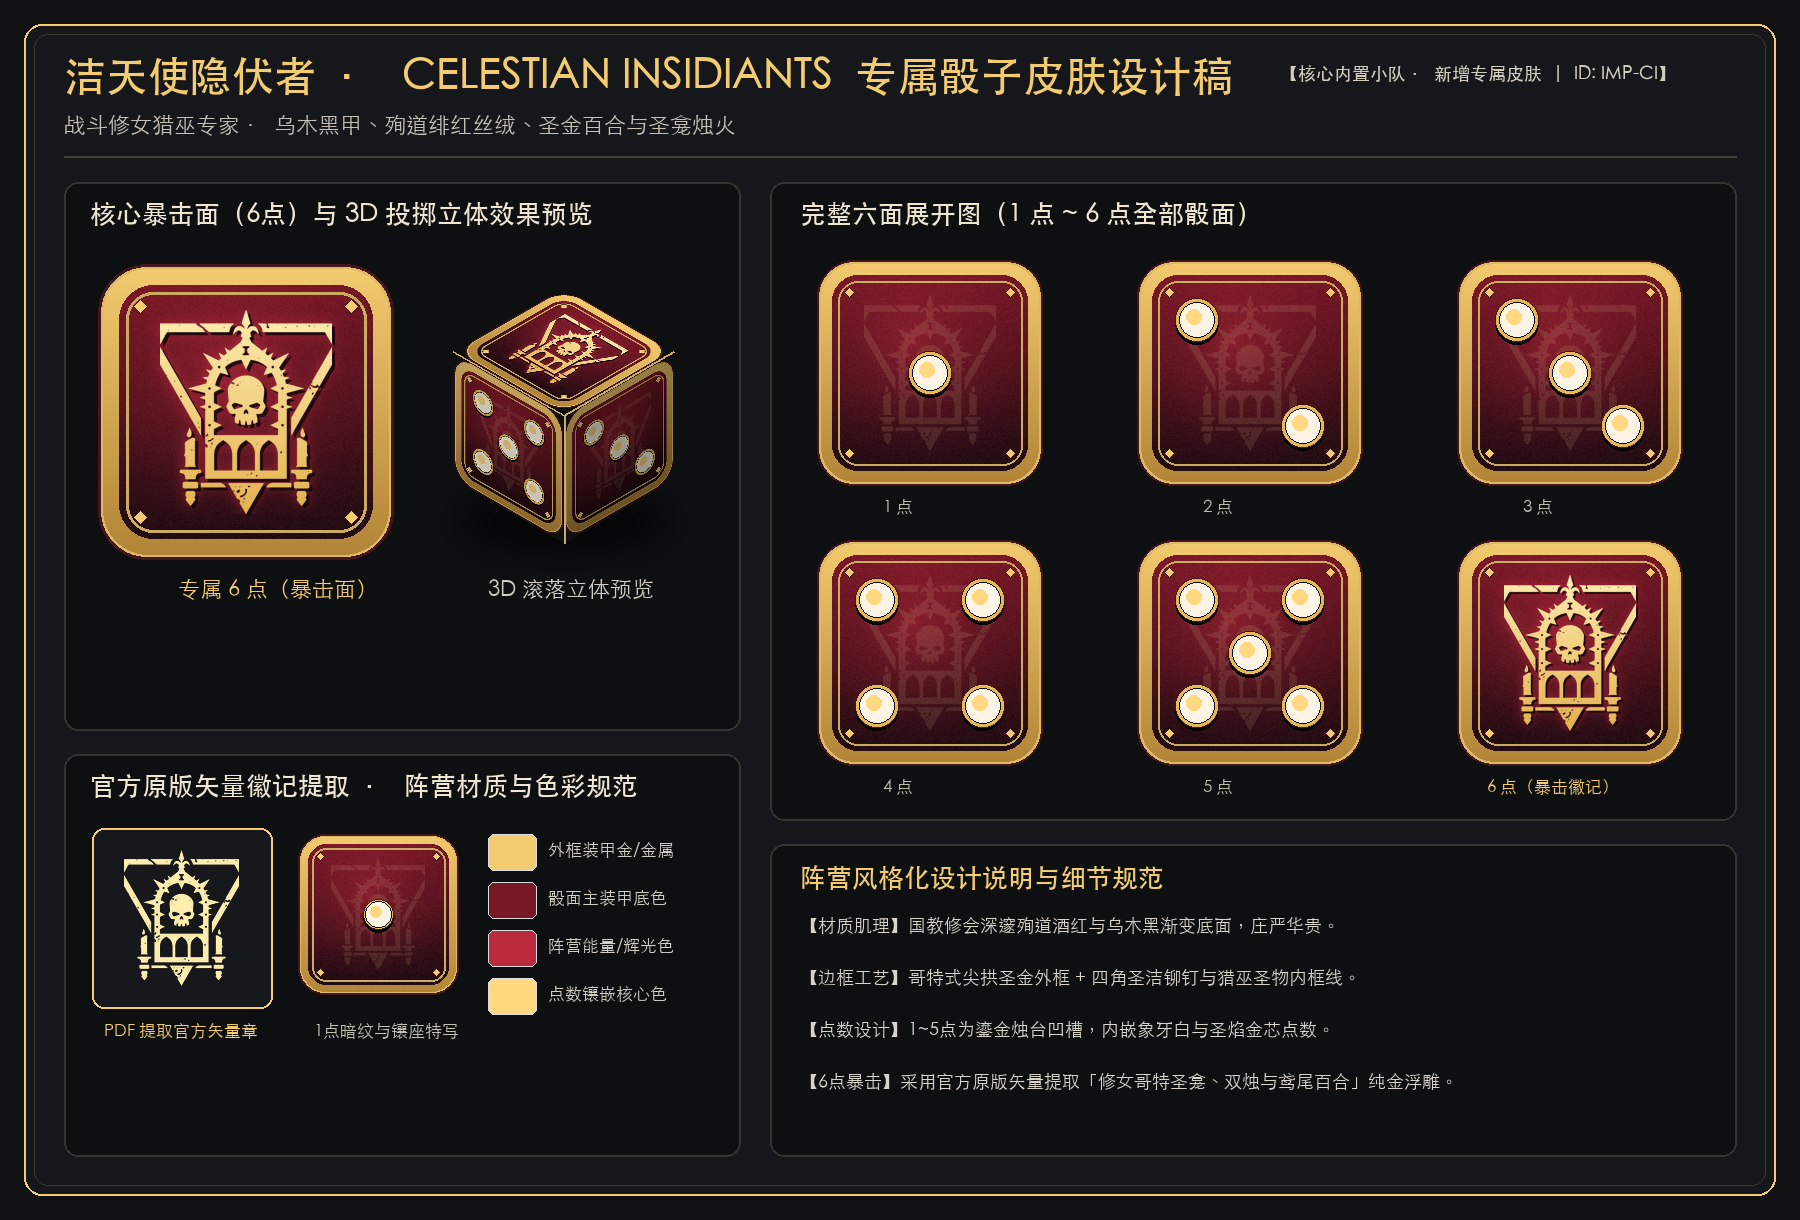 洁天使隐伏者 · CELESTIAN INSIDIANTS 专属骰子皮肤设计稿
【核心内置小队 · 新增专属皮肤 | ID: IMP-CI】
战斗修女猎巫专家 · 乌木黑甲、殉道绯红丝绒、圣金百合与圣龛烛火
核心暴击面（6点）与 3D 投掷立体效果预览
专属 6 点（暴击面）
3D 滚落立体预览
完整六面展开图（1 点 ~ 6 点全部骰面）
1 点
2 点
3 点
4 点
5 点
6 点（暴击徽记）
官方原版矢量徽记提取 · 阵营材质与色彩规范
外框装甲金/金属
骰面主装甲底色
阵营能量/辉光色
点数镶嵌核心色
PDF 提取官方矢量章
1点暗纹与镶座特写
阵营风格化设计说明与细节规范
【材质肌理】国教修会深邃殉道酒红与乌木黑渐变底面，庄严华贵。
【边框工艺】哥特式尖拱圣金外框 + 四角圣洁铆钉与猎巫圣物内框线。
【点数设计】1~5点为鎏金烛台凹槽，内嵌象牙白与圣焰金芯点数。
【6点暴击】采用官方原版矢量提取「修女哥特圣龛、双烛与鸢尾百合」纯金浮雕。